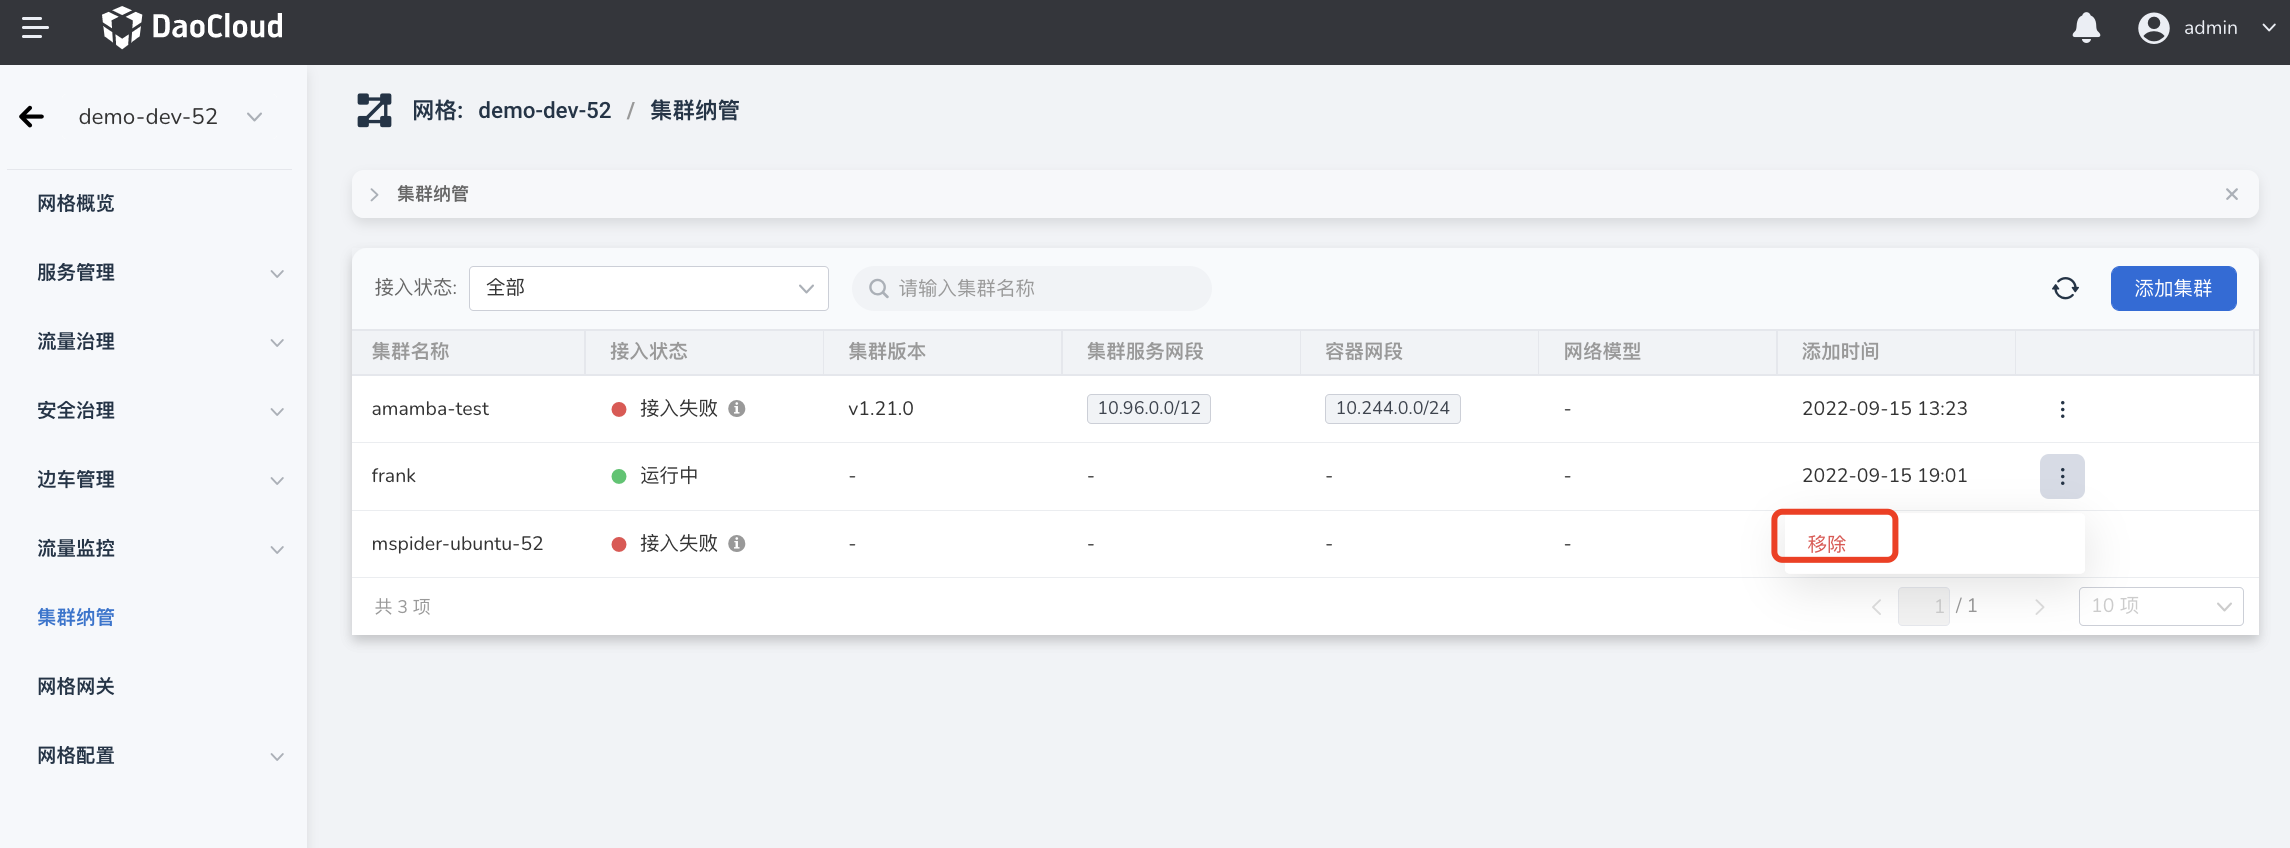 DaoCloud
admin
demo-dev-52
网格: demo-dev-52 / 集群纳管
网格概览
服务管理
流量治理
安全治理
边车管理
流量监控
集群纳管
网格网关
网格配置
集群纳管
接入状态: 全部 请输入集群名称 添加集群
集群名称 接入状态 集群版本 集群服务网段 容器网段 网络模型 添加时间
amamba-test 接入失败 v1.21.0 10.96.0.0/12 10.244.0.0/24 - 2022-09-15 13:23
frank 运行中 - - - - 2022-09-15 19:01
mspider-ubuntu-52 接入失败 - - - -
移除
共 3 项 1 / 1 10 项